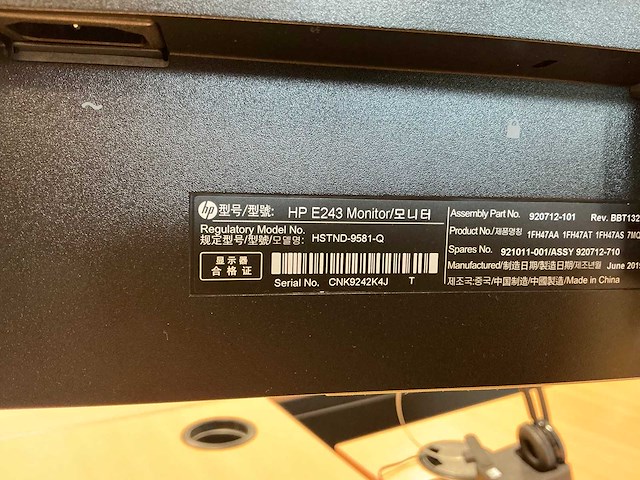 hp 型号/型號: HP E243 Monitor/모니터
Regulatory Model No.
规定型号/型號/모델명: HSTND-9581-Q
显示器
合格证
Serial No. CNK9242K4J T
Assembly Part No. 920712-101 Rev. BBT132
Product No./제품명칭 1FH47AA 1FH47AT 1FH47AS
Spares No. 921011-001/ASSY 920712-710
Manufactured/制造日期/製造日期/제조년월 June 201
제조국:중국/中国制造/中國製造/Made in China